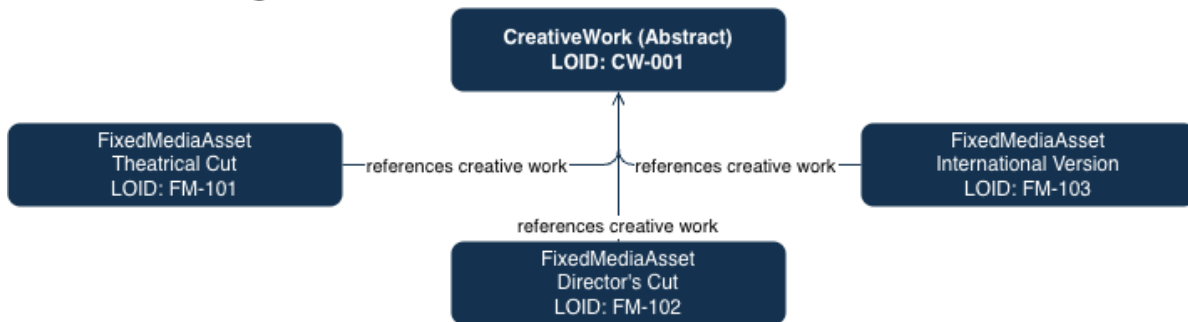 CreativeWork (Abstract)
LOID: CW-001
FixedMediaAsset
Theatrical Cut
LOID: FM-101
references creative work
references creative work
FixedMediaAsset
International Version
LOID: FM-103
references creative work
FixedMediaAsset
Director's Cut
LOID: FM-102